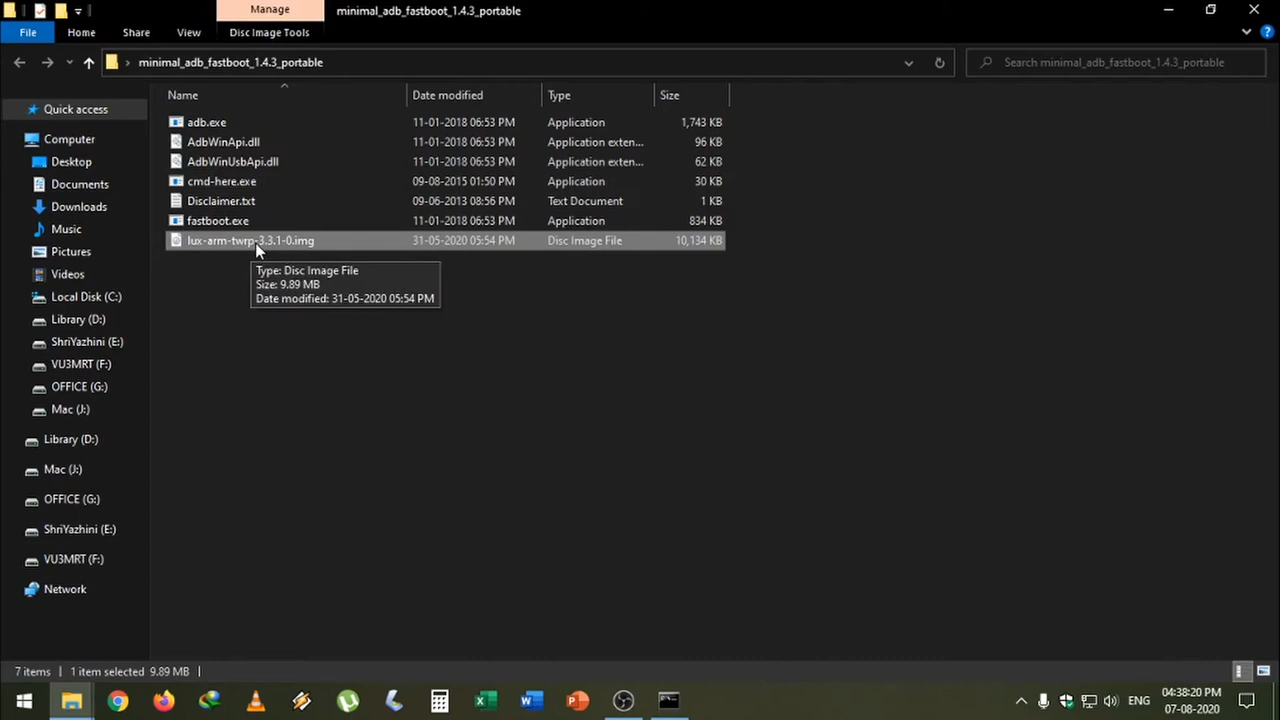 Manage
minimal_adb_fastboot_1.4.3_portable
File
Home
Share
View
Disc Image Tools
minimal_adb_fastboot_1.4.3_portable
Search minimal_adb_fastboot_1.4.3_portable
Name
Date modified
Type
Size
Quick access
Computer
Desktop
Documents
Downloads
Music
Pictures
Videos
Local Disk (C:)
Library (D:)
ShriYazhini (E:)
VU3MRT (F:)
OFFICE (G:)
Mac (J:)
Library (D:)
Mac (J:)
OFFICE (G:)
ShriYazhini (E:)
VU3MRT (F:)
Network
adb.exe 11-01-2018 06:53 PM Application 1,743 KB
AdbWinApi.dll 11-01-2018 06:53 PM Application exten... 96 KB
AdbWinUsbApi.dll 11-01-2018 06:53 PM Application exten... 62 KB
cmd-here.exe 09-08-2015 01:50 PM Application 30 KB
Disclaimer.txt 09-06-2013 08:56 PM Text Document 1 KB
fastboot.exe 11-01-2018 06:53 PM Application 834 KB
lux-arm-twrp-3.3.1-0.img 31-05-2020 05:54 PM Disc Image File 10,134 KB
Type: Disc Image File
Size: 9.89 MB
Date modified: 31-05-2020 05:54 PM
7 items
1 item selected 9.89 MB
ENG
04:38:20 PM
07-08-2020